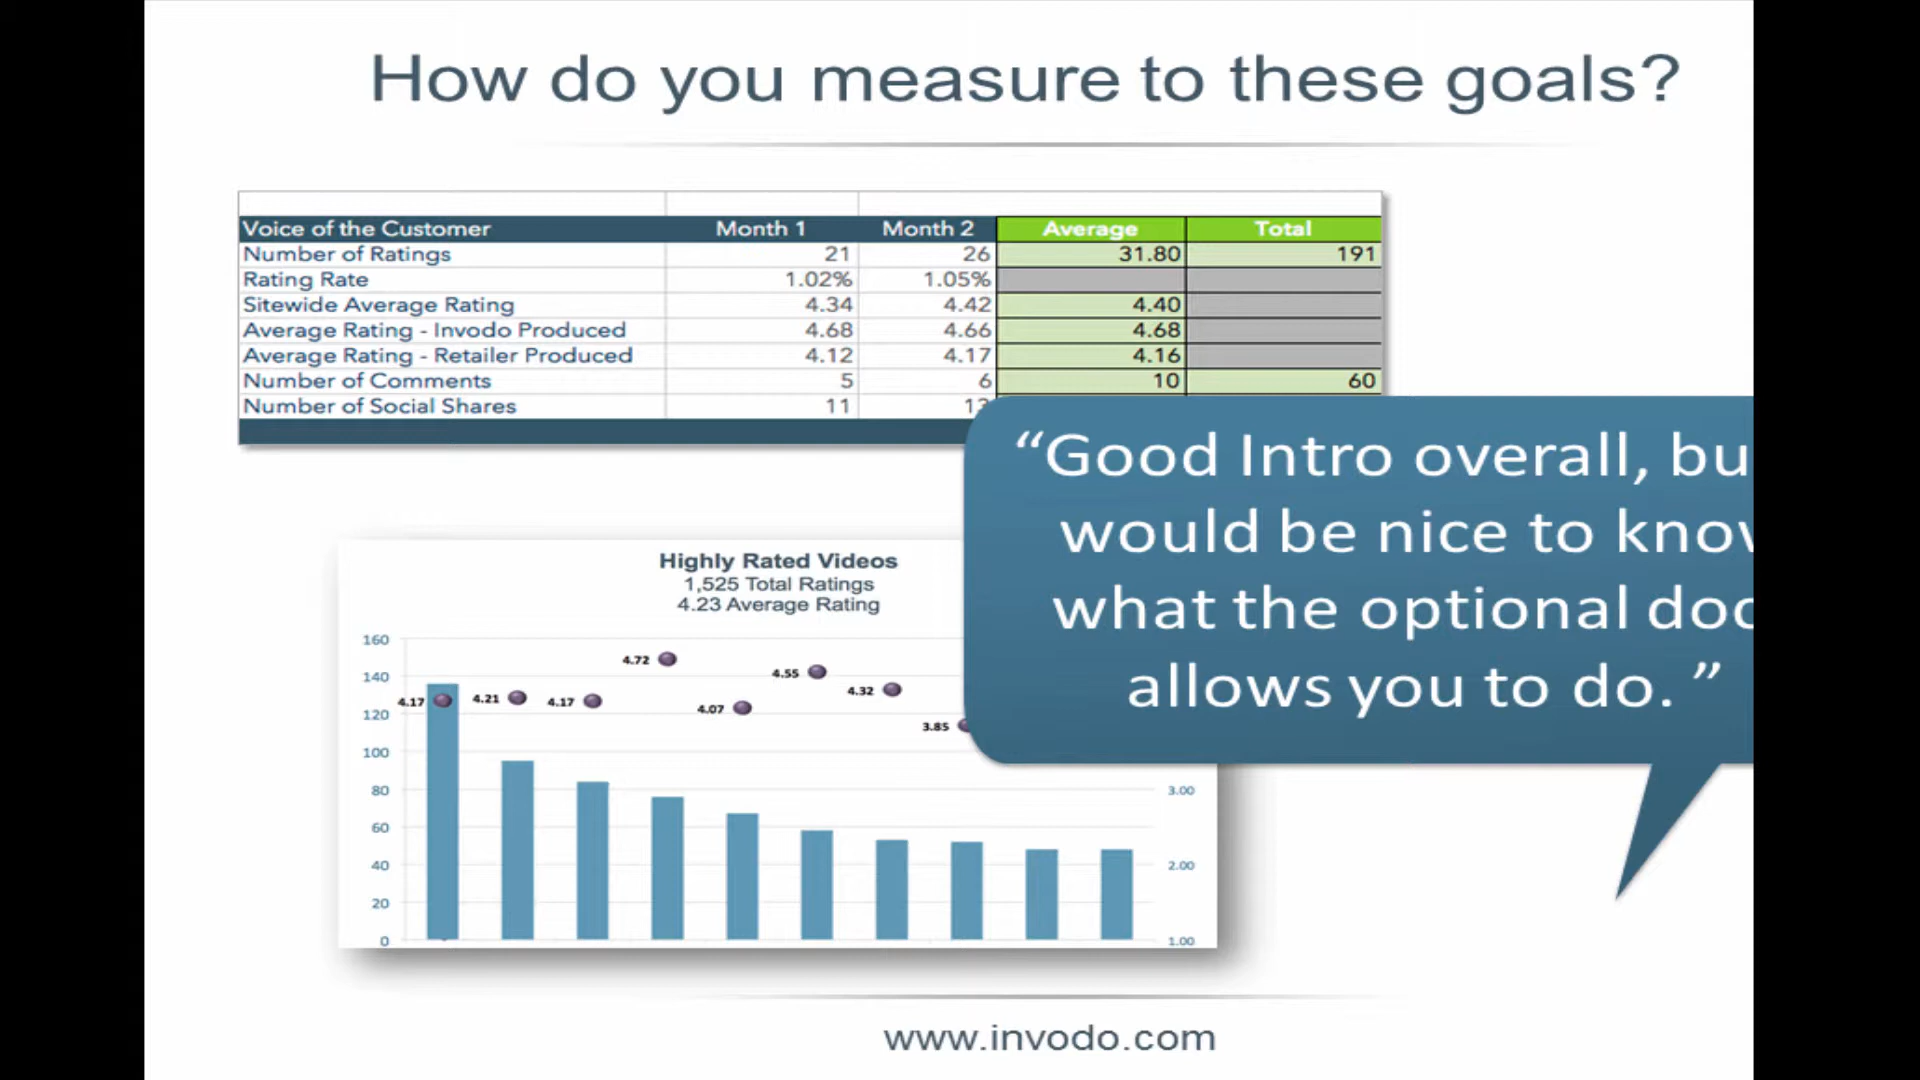 How do you measure to these goals?
Voice of the Customer Month 1 Month 2 Average Total
Number of Ratings 21 26 31.80 191
Rating Rate 1.02% 1.05%
Sitewide Average Rating 4.34 4.42 4.40
Average Rating - Invodo Produced 4.68 4.66 4.68
Average Rating - Retailer Produced 4.12 4.17 4.16
Number of Comments 5 6 10 60
Number of Social Shares 11
“Good Intro overall,
would be nice to
what the optional
allows you to do. ”
Highly Rated Videos
1,525 Total Ratings
4.23 Average Rating
160
140
120
100
80
60
40
20
0
4.17 4.21 4.17 4.72 4.07 4.55 4.32 3.85
3.00
2.00
1.00
www.invodo.com